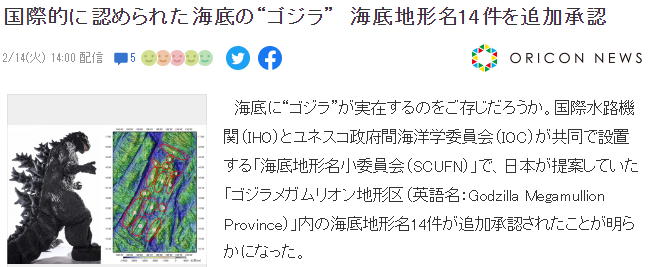 国際的に認められた海底の“ゴジラ” 海底地形名14件を追加承認
2/14(火) 14:00 配信 5
ORICON NEWS
海底に“ゴジラ”が実在するのをご存じだろうか。国際水路機
関(IHO)とユネスコ政府間海洋学委員会(IOC)が共同で設置
する「海底地形名小委員会(SCUFN)」で、日本が提案していた
「ゴジラメガムリオン地形区(英語名:Godzilla Megamullion
Province)」内の海底地形名14件が追加承認されたことが明ら
かになった。